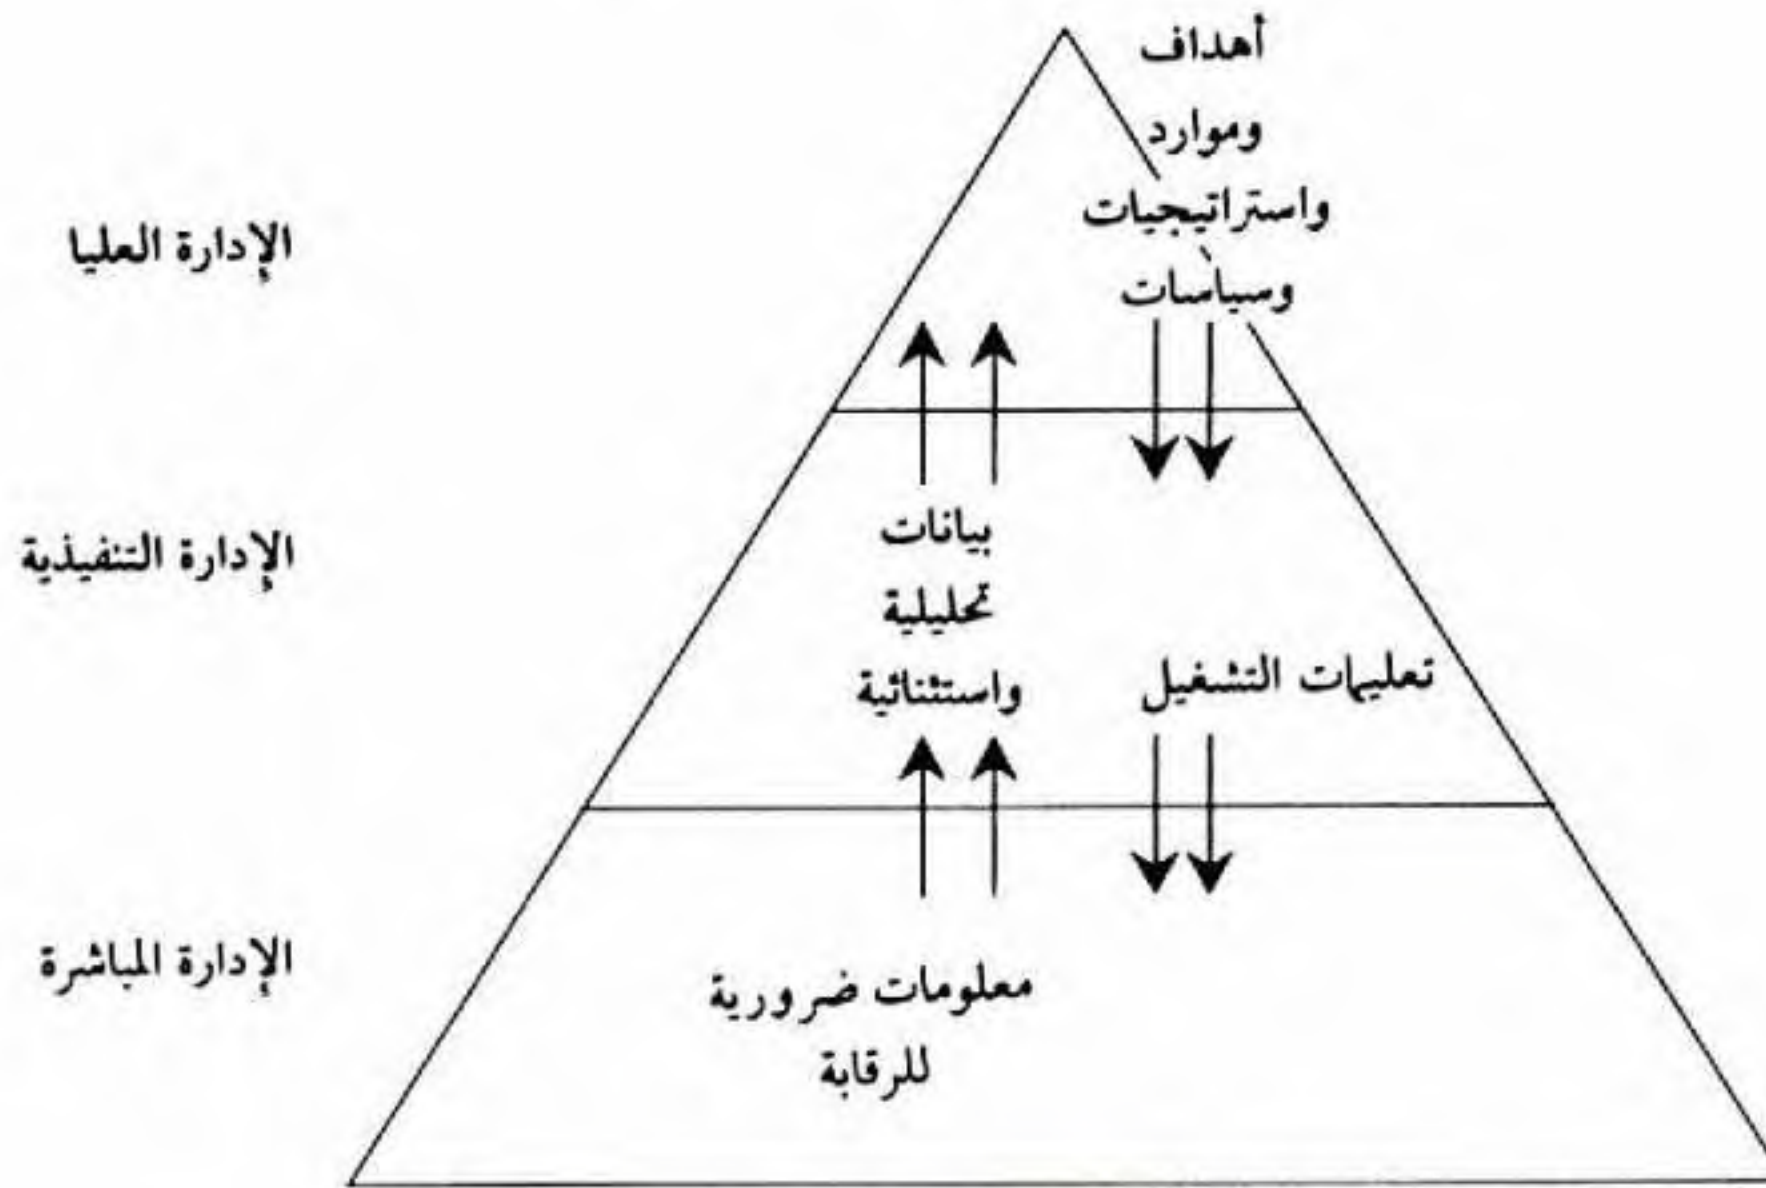 أهداف
وموارد
واستراتيجيات
وسياسات
الإدارة العليا
بيانات
تحليلية
واستثنائية
تعليمات التشغيل
الإدارة التنفيذية
معلومات ضرورية
للرقابة
الإدارة المباشرة